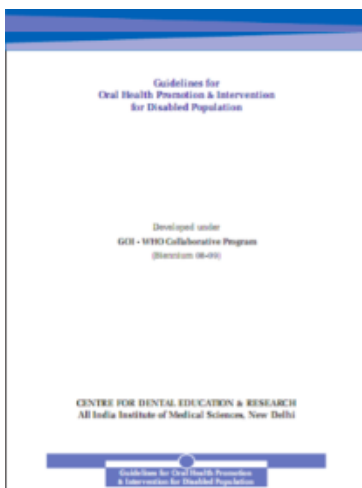 Guidelines for
Oral Health Promotion & Intervention
for Disabled Population
Developed under
GOI - WHO Collaborative Program
(Biennium 08-09)
CENTRE FOR DENTAL EDUCATION & RESEARCH
All India Institute of Medical Sciences, New Delhi
Guidelines for Oral Health Promotion
& Intervention for Disabled Population